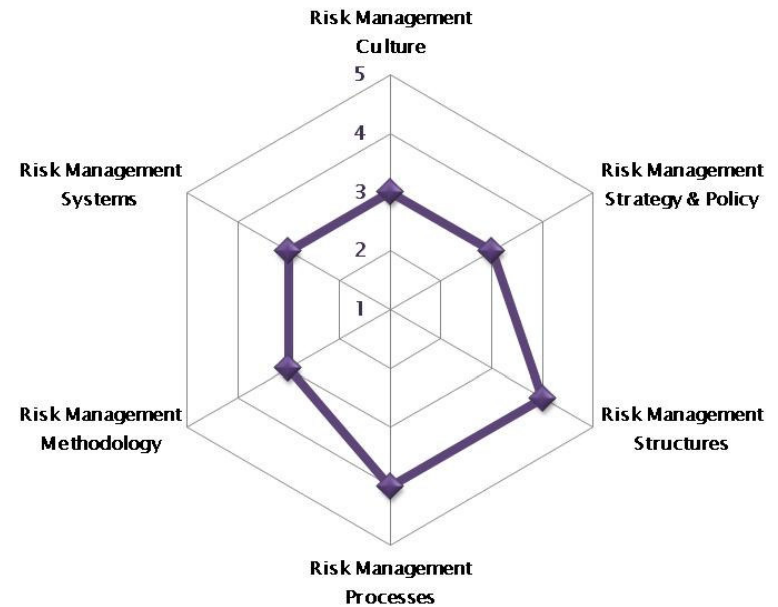 Risk Management
Culture
5
4
3
2
1
Risk Management
Strategy & Policy
Risk Management
Structures
Risk Management
Processes
Risk Management
Methodology
Risk Management
Systems